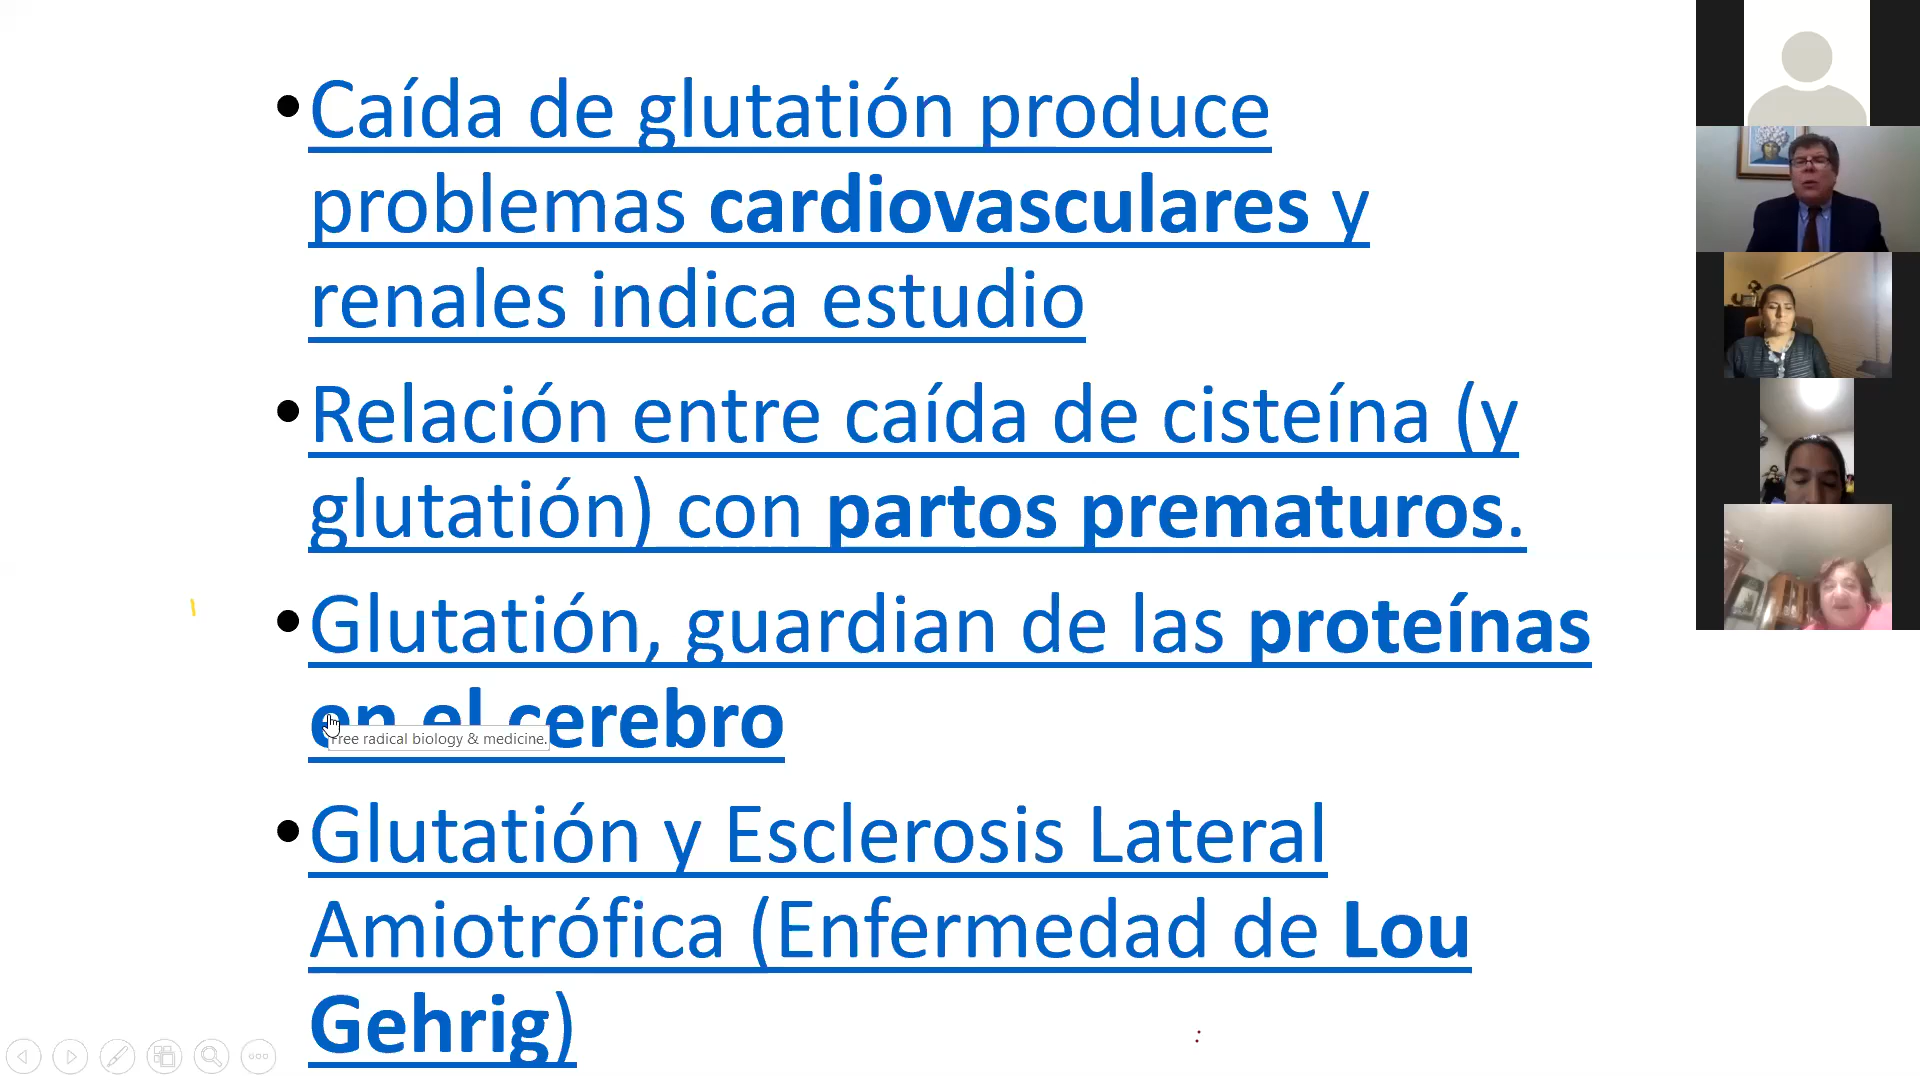 •Caída de glutatión produce
problemas cardiovasculares y
renales indica estudio
•Relación entre caída de cisteína (y
glutatión) con partos prematuros.
•Glutatión, guardian de las proteínas
en el cerebro
Free radical biology & medicine.
•Glutatión y Esclerosis Lateral
Amiotrófica (Enfermedad de Lou
Gehrig)